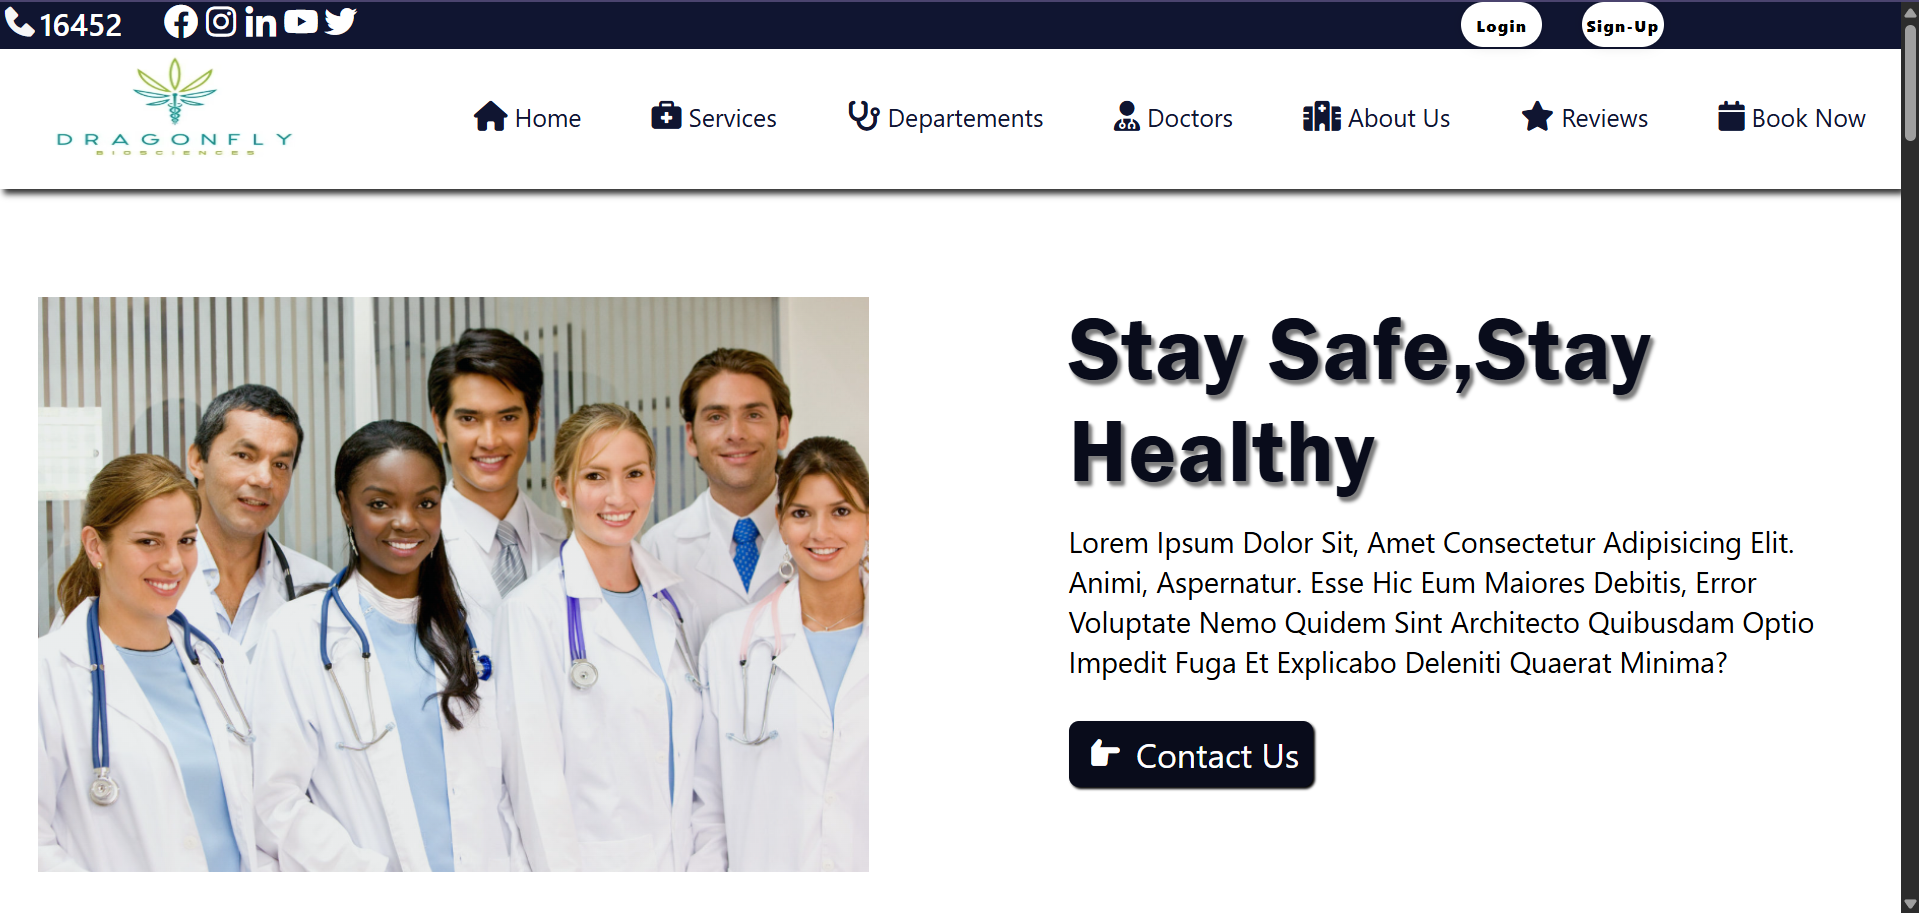 16452
Login
Sign-Up
DRAGONFLY
BIOSCIENCES
Home
Services
Departements
Doctors
About Us
Reviews
Book Now
Stay Safe,Stay
Healthy
Lorem Ipsum Dolor Sit, Amet Consectetur Adipisicing Elit.
Animi, Aspernatur. Esse Hic Eum Maiores Debitis, Error
Voluptate Nemo Quidem Sint Architecto Quibusdam Optio
Impedit Fuga Et Explicabo Deleniti Quaerat Minima?
Contact Us